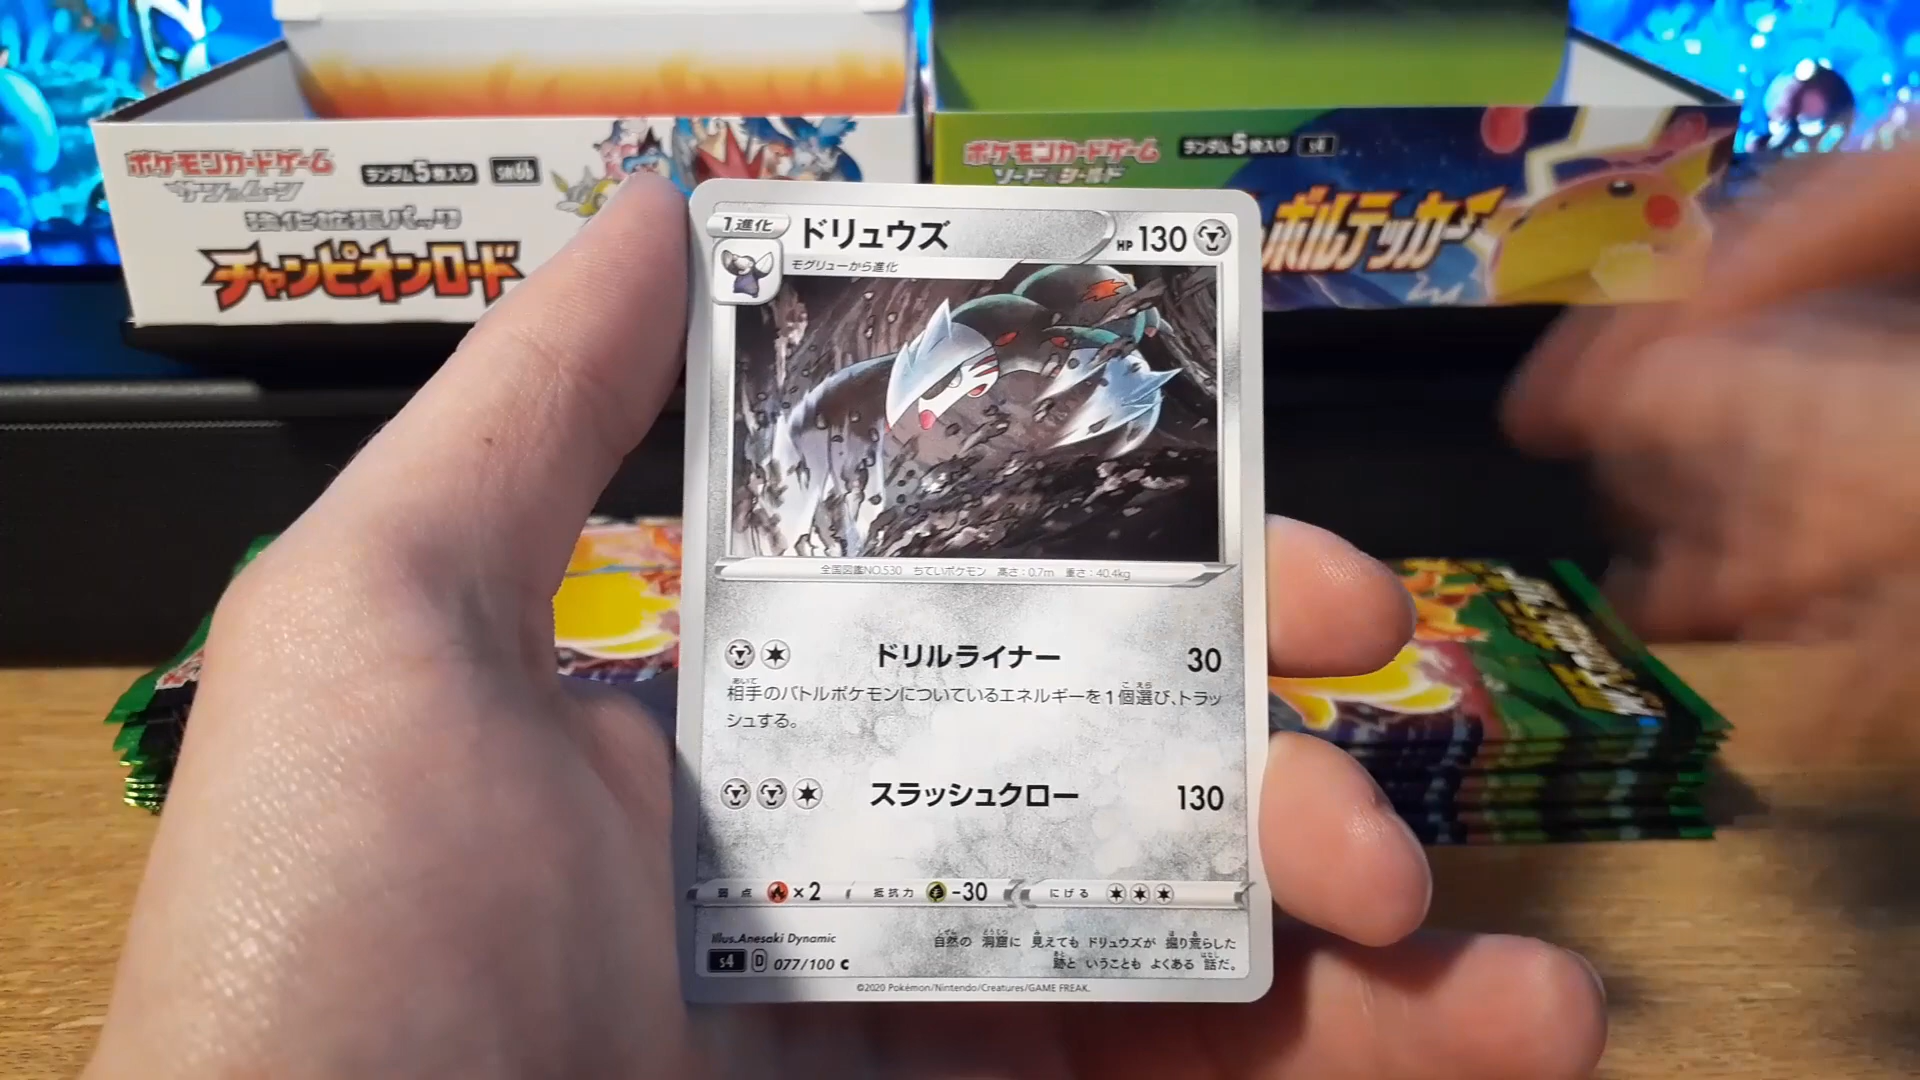 ポケモンカードゲーム
サン&ムーン
ランダム5枚入り
SM6b
強化拡張パック
チャンピオンロード
ポケモンカードゲーム
ソード&シールド
ランダム5枚入り
s4
ボルテッカー
1進化
ドリュウズ
HP 130
モグリューから進化
全国図鑑NO.530 ちていポケモン 高さ：0.7m 重さ：40.4kg
ドリルライナー 30
相手のバトルポケモンについているエネルギーを1個選び、トラッ
シュする。
スラッシュクロー 130
弱点 ×2 抵抗力 -30 にげる
Illus.Anesaki Dynamic
自然の 洞窟に 見えても ドリュウズが 掘り荒らした
跡と いうことも よくある 話だ。
s4 D 077/100 C
©2020 Pokémon/Nintendo/Creatures/GAME FREAK.